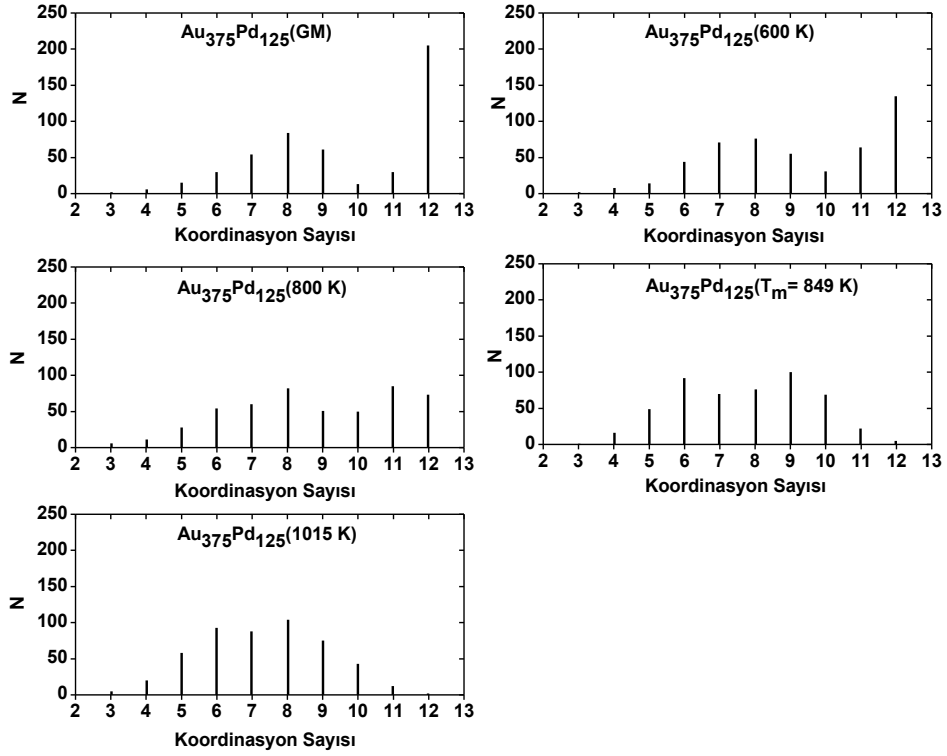 Au375Pd125(GM)
250
200
150
100
50
0
N
2 3 4 5 6 7 8 9 10 11 12 13
Koordinasyon Sayısı
Au375Pd125(600 K)
250
200
150
100
50
0
N
2 3 4 5 6 7 8 9 10 11 12 13
Koordinasyon Sayısı
Au375Pd125(800 K)
250
200
150
100
50
0
N
2 3 4 5 6 7 8 9 10 11 12 13
Koordinasyon Sayısı
Au375Pd125(Tm= 849 K)
250
200
150
100
50
0
N
2 3 4 5 6 7 8 9 10 11 12 13
Koordinasyon Sayısı
Au375Pd125(1015 K)
250
200
150
100
50
0
N
2 3 4 5 6 7 8 9 10 11 12 13
Koordinasyon Sayısı